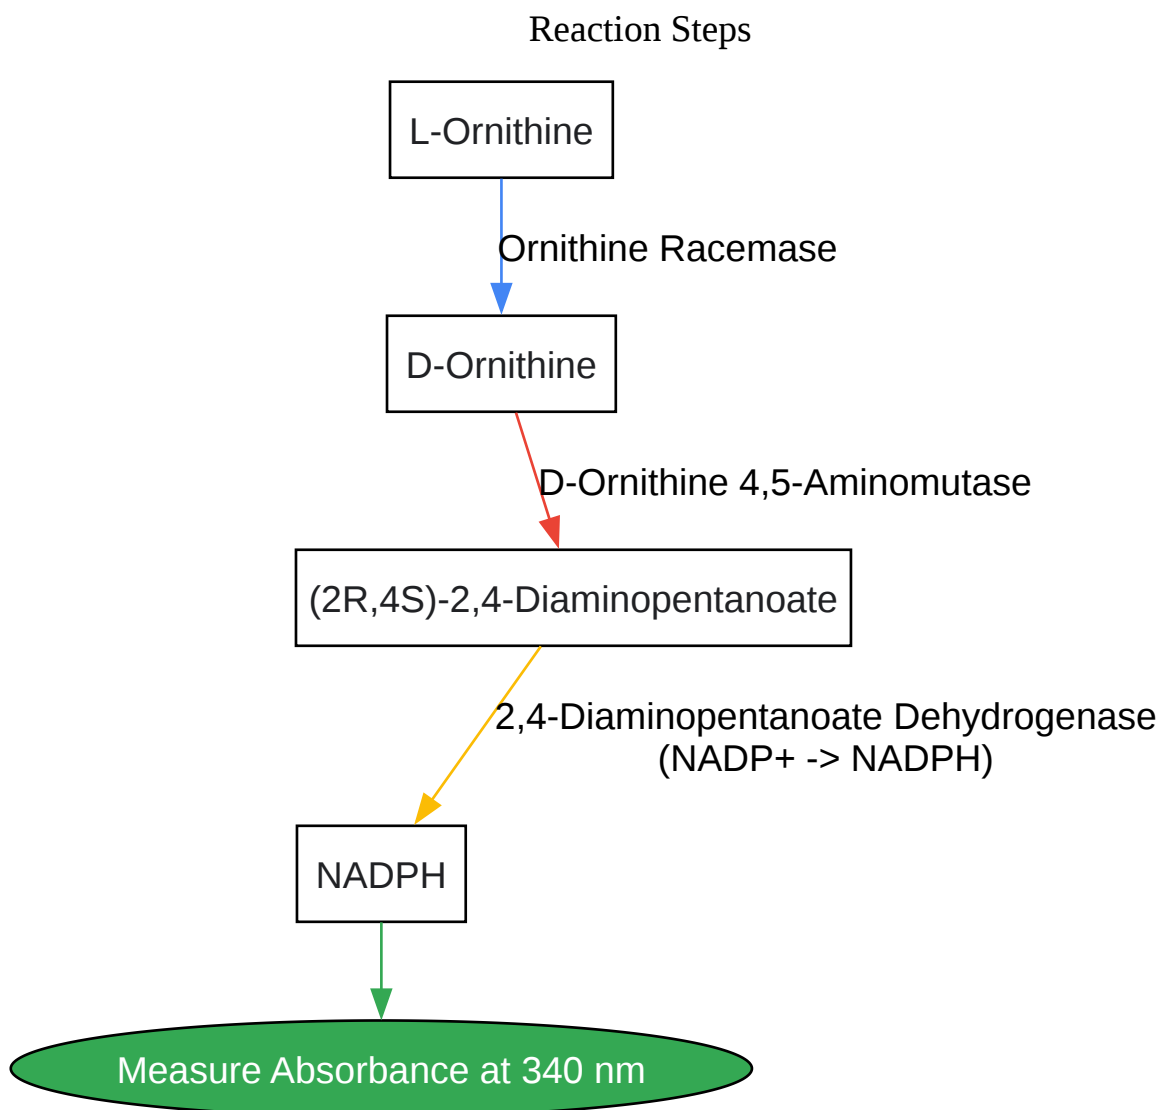 Reaction Steps
L-Ornithine
Ornithine Racemase
D-Ornithine
D-Ornithine 4,5-Aminomutase
(2R,4S)-2,4-Diaminopentanoate
2,4-Diaminopentanoate Dehydrogenase
(NADP+ -> NADPH)
NADPH
Measure Absorbance at 340 nm